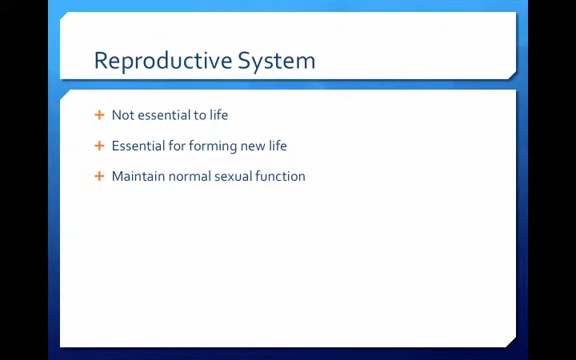 Reproductive System
+ Not essential to life
+ Essential for forming new life
+ Maintain normal sexual function